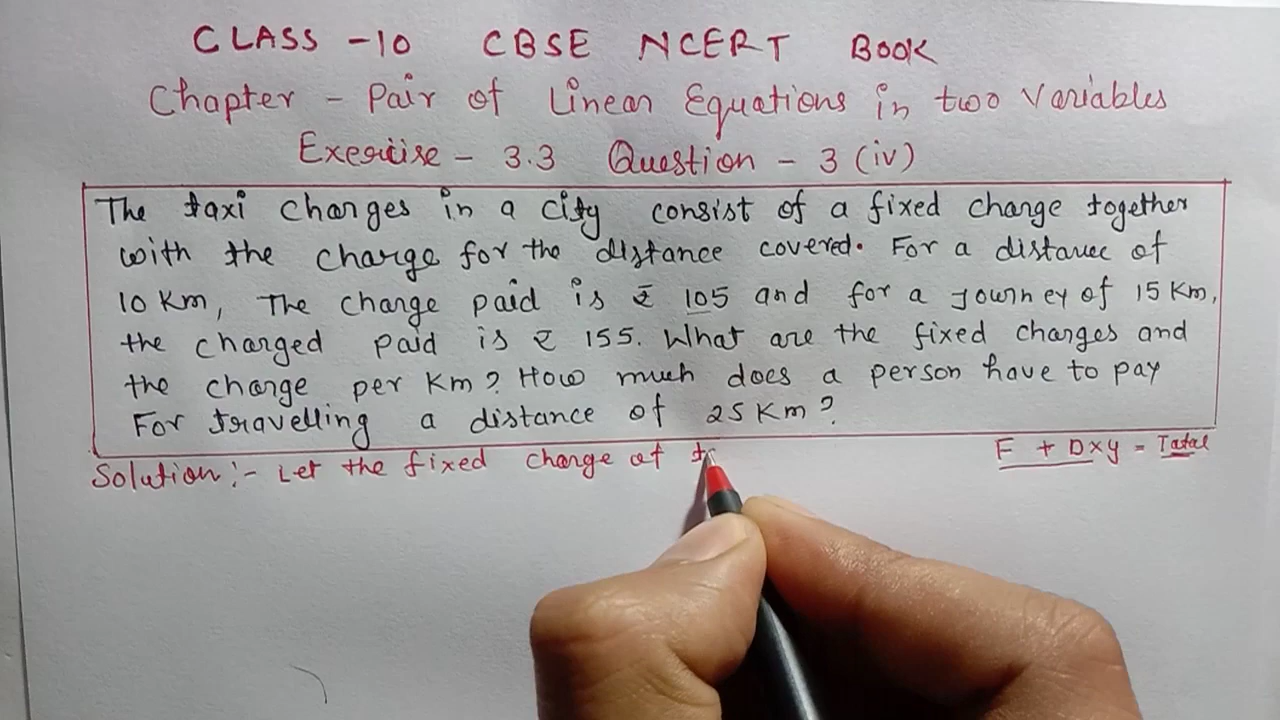 CLASS - 10 CBSE NCERT BOOK
Chapter - Pair of Linear Equations in two Variables
Exercise - 3.3 Question - 3 (iv)
The taxi charges in a city consist of a fixed charge together
with the charge for the distance covered. For a distance of
10 Km, The charge paid is ₹ 105 and for a Journey of 15 Km,
the charged paid is ₹ 155. What are the fixed charges and
the charge per Km? How much does a person have to pay
For travelling a distance of 25 Km?
F + D×y = Total
Solution :- Let the fixed charge of